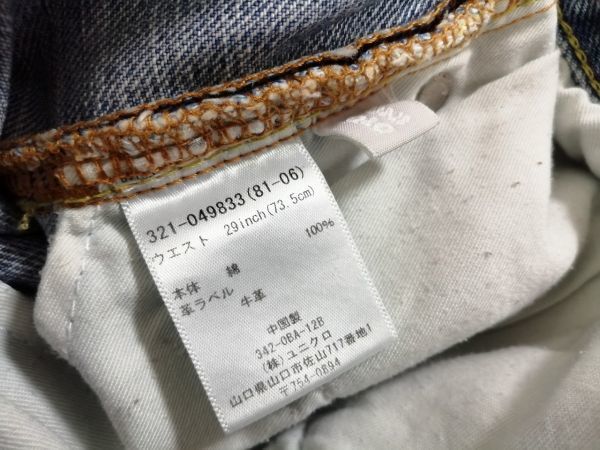 321-049833(81-06)
ウエスト 29inch(73.5cm)
本体 綿 100%
革ラベル 牛革
中国製
342-OBA-12B
(株)ユニクロ
山口県山口市佐山717番地1
〒754-0894